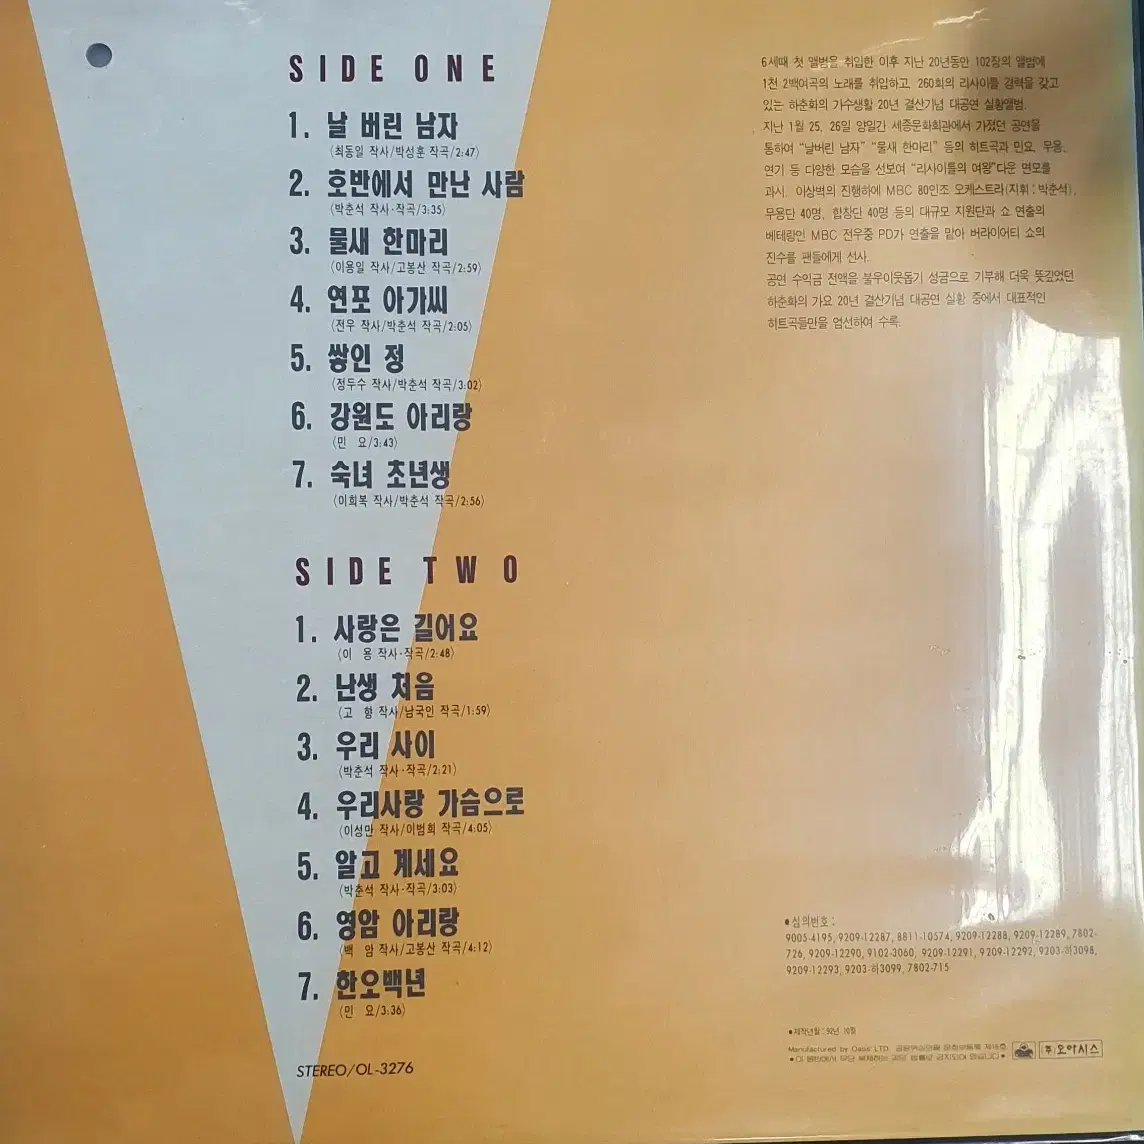 SIDE ONE
1. 날 버린 남자
(최동일 작사/박성훈 작곡/2:47)
2. 호반에서 만난 사람
(박춘석 작사·작곡/3:35)
3. 물새 한마리
(이용일 작사/고봉산 작곡/2:59)
4. 연포 아가씨
(전우 작사/박춘석 작곡/2:05)
5. 쌓인 정
(정두수 작사/박춘석 작곡/3:02)
6. 강원도 아리랑
(민 요/3:43)
7. 숙녀 초년생
(이희복 작사/박춘석 작곡/2:56)
SIDE TWO
1. 사랑은 길어요
(이 용 작사·작곡/2:48)
2. 난생 처음
(고 향 작사/남국인 작곡/1:59)
3. 우리 사이
(박춘석 작사·작곡/2:21)
4. 우리사랑 가슴으로
(이성만 작사/이범희 작곡/4:05)
5. 알고 계세요
(박춘석 작사·작곡/3:03)
6. 영암 아리랑
(백 암 작사/고봉산 작곡/4:12)
7. 한오백년
(민 요/3:36)
STEREO/OL-3276
6세때 첫 앨범을 취입한 이후 지난 20년동안 102장의 앨범에
1천 2백여곡의 노래를 취입하고, 260회의 리사이틀 경력을 갖고
있는 하춘화의 가수생활 20년 결산기념 대공연 실황앨범.
지난 1월 25, 26일 양일간 세종문화회관에서 가졌던 공연을
통하여 “날버린 남자” “물새 한마리” 등의 히트곡과 민요, 무용,
연기 등 다양한 모습을 선보여 “리사이틀의 여왕”다운 면모를
과시. 이상벽의 진행하에 MBC 80인조 오케스트라(지휘:박춘석),
무용단 40명, 합창단 40명 등의 대규모 지원단과 쇼 연출의
베테랑인 MBC 전우중 PD가 연출을 맡아 버라이어티 쇼의
진수를 팬들에게 선사.
공연 수익금 전액을 불우이웃돕기 성금으로 기부해 더욱 뜻깊었던
하춘화의 가요 20년 결산기념 대공연 실황 중에서 대표적인
히트곡들만을 엄선하여 수록.
●심의번호:
9005-4195, 9209-12287, 8811-10574, 9209-12288, 9209-12289, 7802-
726, 9209-12290, 9102-3060, 9209-12291, 9209-12292, 9203-하3098,
9209-12293, 9203-하3099, 7802-715
●제작년월:92년 10월
Manufactured by Oasis LTD.
(주)오아시스